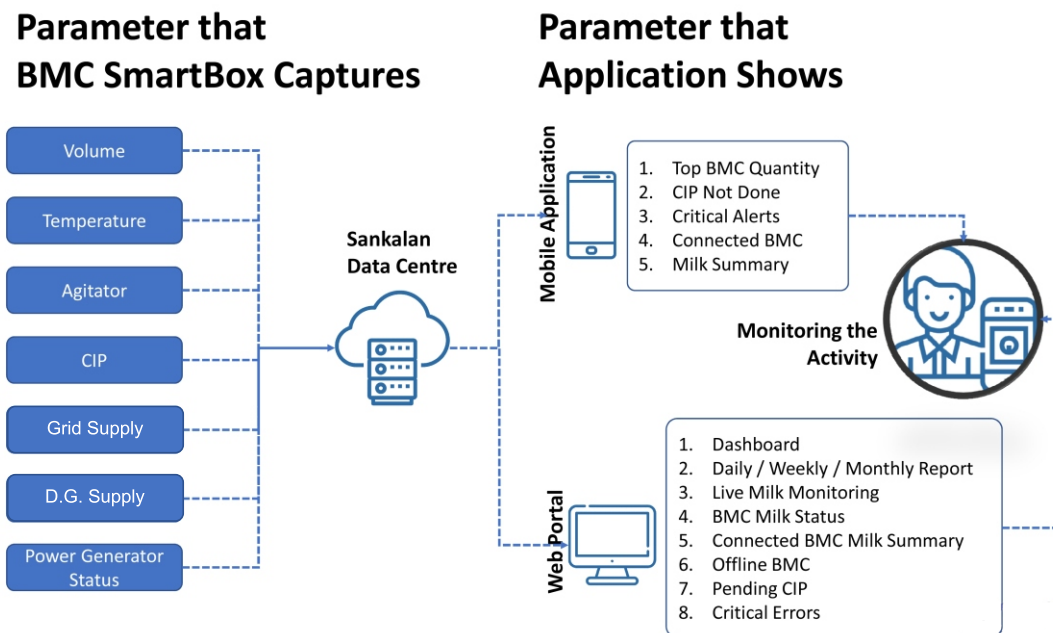 Parameter that
BMC SmartBox Captures
Parameter that
Application Shows
Volume
Temperature
Agitator
CIP
Grid Supply
D.G. Supply
Power Generator
Status
Sankalan
Data Centre
Mobile Application
1. Top BMC Quantity
2. CIP Not Done
3. Critical Alerts
4. Connected BMC
5. Milk Summary
Monitoring the
Activity
Web Portal
1. Dashboard
2. Daily / Weekly / Monthly Report
3. Live Milk Monitoring
4. BMC Milk Status
5. Connected BMC Milk Summary
6. Offline BMC
7. Pending CIP
8. Critical Errors